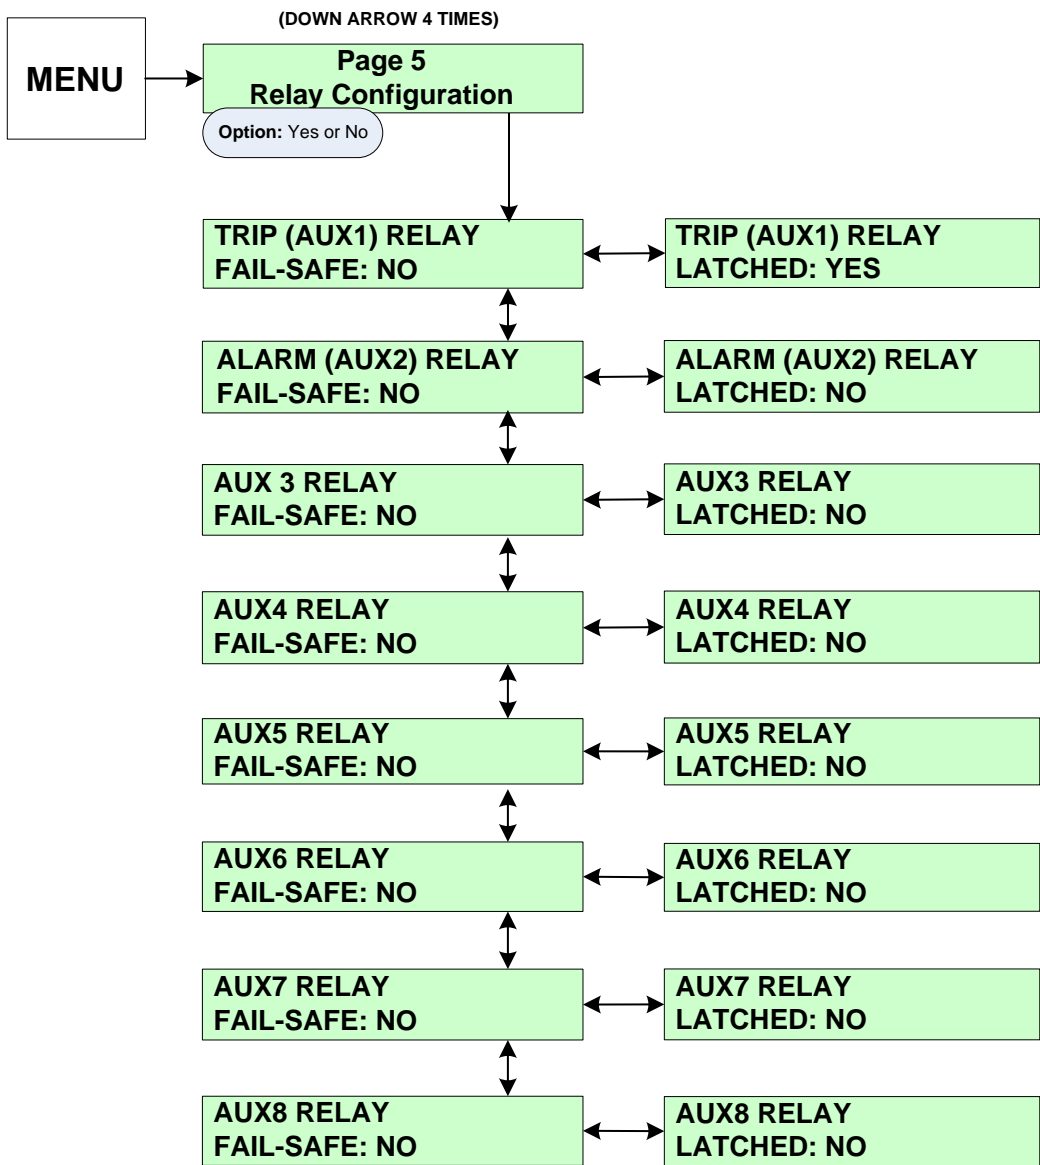 (DOWN ARROW 4 TIMES)
MENU
Page 5
Relay Configuration
Option: Yes or No
TRIP (AUX1) RELAY
FAIL-SAFE: NO
TRIP (AUX1) RELAY
LATCHED: YES
ALARM (AUX2) RELAY
FAIL-SAFE: NO
ALARM (AUX2) RELAY
LATCHED: NO
AUX 3 RELAY
FAIL-SAFE: NO
AUX3 RELAY
LATCHED: NO
AUX4 RELAY
FAIL-SAFE: NO
AUX4 RELAY
LATCHED: NO
AUX5 RELAY
FAIL-SAFE: NO
AUX5 RELAY
LATCHED: NO
AUX6 RELAY
FAIL-SAFE: NO
AUX6 RELAY
LATCHED: NO
AUX7 RELAY
FAIL-SAFE: NO
AUX7 RELAY
LATCHED: NO
AUX8 RELAY
FAIL-SAFE: NO
AUX8 RELAY
LATCHED: NO